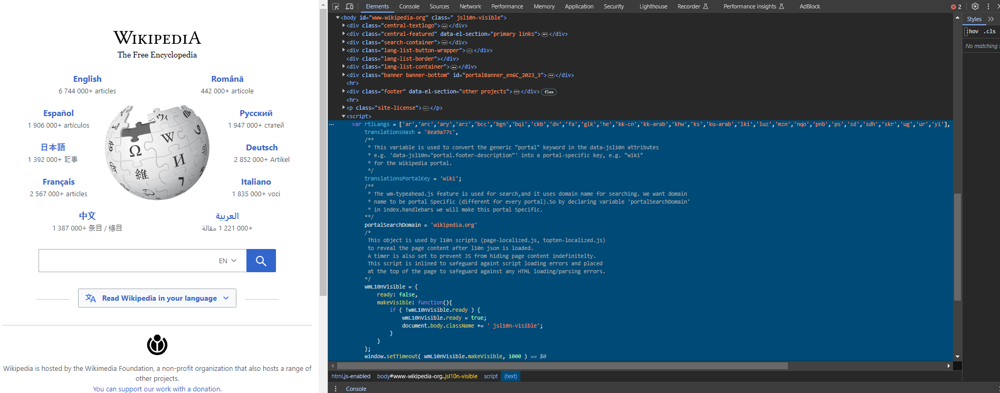 WIKIPEDIA
The Free Encyclopedia
English
6 744 000+ articles
Română
442 000+ articole
Español
1 906 000+ artículos
Русский
1 947 000+ статей
日本語
1 392 000+ 記事
Deutsch
2 852 000+ Artikel
Français
2 567 000+ articles
Italiano
1 835 000+ voci
中文
1 387 000+ 条目 / 條目
العربية
1 221 000+ مقالة
Ω
W
И
維
EN
Read Wikipedia in your language
Wikipedia is hosted by the Wikimedia Foundation, a non-profit organization that also hosts a range of
other projects.
You can support our work with a donation.
Elements Console Sources Network Performance Memory Application Security Lighthouse Recorder Performance insights AdBlock 2
<body id="www-wikipedia-org" class=" jsl10n-visible">
<div class="central-textlogo">…</div>
<div class="central-featured" data-el-section="primary links">…</div>
<div class="search-container">…</div>
<div class="lang-list-button-wrapper">…</div>
<div class="lang-list-border"></div>
<div class="lang-list-container">…</div>
<div class="banner banner-bottom" id="portalBanner_en6C_2023_3">…</div>
<hr>
<div class="footer" data-el-section="other projects">…</div> flex
<hr>
<p class="site-license">…</p>
<script>
var rtlLangs = ['ar','arc','ary','arz','bcc','bgn','bqi','ckb','dv','fa','glk','he','kk-cn','kk-arab','khw','ks','ku-arab','lki','luz','mzn','nqo','pnb','ps','sd','sdh','skr','ug','ur','yi'],
translationsHash = '8ea9a77c',
/**
* This variable is used to convert the generic "portal" keyword in the data-jsl10n attributes
* e.g. 'data-jsl10n="portal.footer-description"' into a portal-specific key, e.g. "wiki"
* for the Wikipedia portal.
*/
translationsPortalKey = 'wiki';
/**
* The wm-typeahead.js feature is used for search,and it uses domain name for searching. We want domain
* name to be portal Specific (different for every portal).So by declaring variable 'portalSearchDomain'
* in index.handlebars we will make this portal Specific.
**/
portalSearchDomain = 'wikipedia.org'
/*
This object is used by l10n scripts (page-localized.js, topten-localized.js)
to reveal the page content after l10n json is loaded.
A timer is also set to prevent JS from hiding page content indefinitelty.
This script is inlined to safeguard againt script loading errors and placed
at the top of the page to safeguard against any HTML loading/parsing errors.
*/
wmL10nVisible = {
ready: false,
makeVisible: function(){
if ( !wmL10nVisible.ready ) {
wmL10nVisible.ready = true;
document.body.className += ' jsl10n-visible';
}
}
};
window.setTimeout( wmL10nVisible.makeVisible, 1000 ) == $0
html.js-enabled body#www-wikipedia-org..jsl10n-visible script (text)
Console
Styles
:hov .cls
No matching